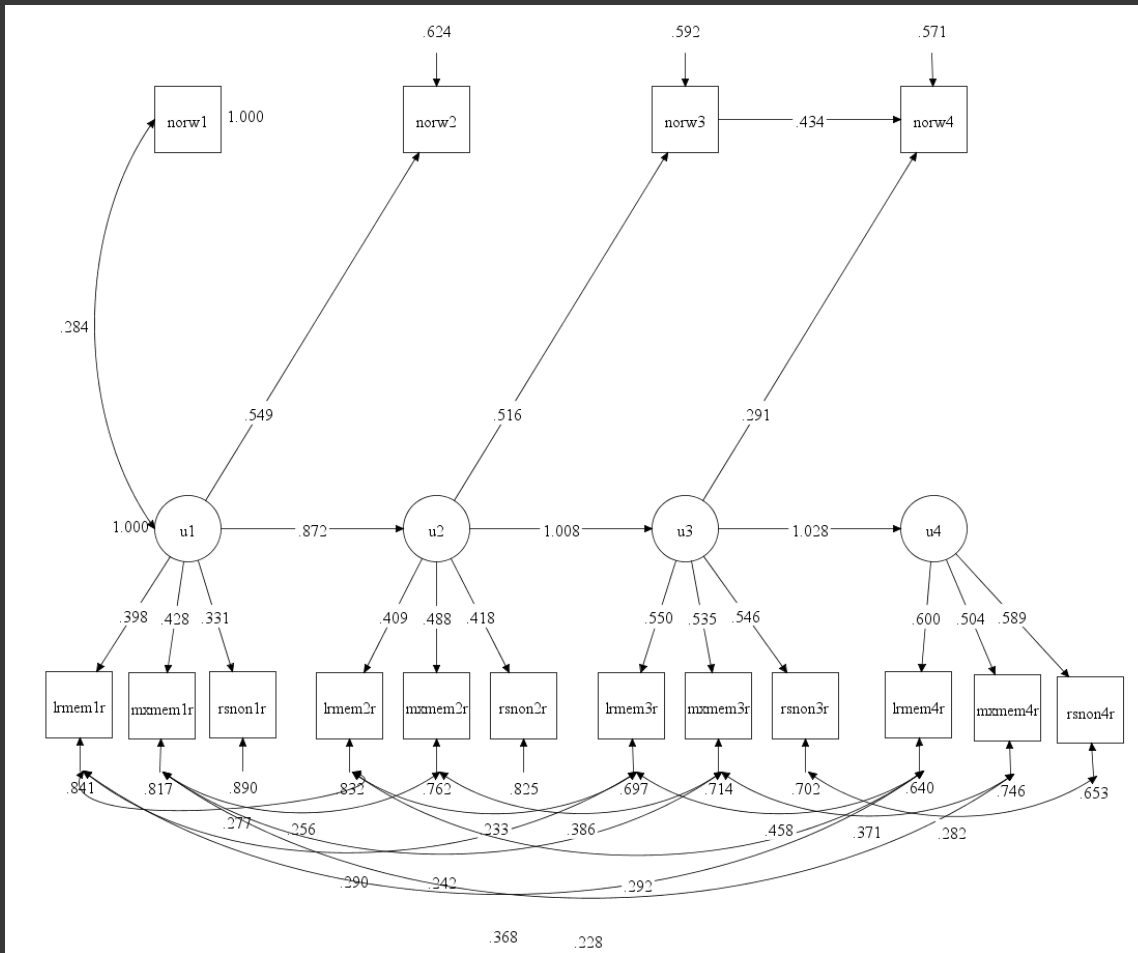 .624 .592 .571
norw1 1.000 norw2 norw3 .434 norw4
.284
.549 .516 .291
1.000 u1 .872 u2 1.008 u3 1.028 u4
.398 .428 .331 .409 .488 .418 .550 .535 .546 .600 .504 .589
lrmem1r mxmem1r rsnon1r lrmem2r mxmem2r rsnon2r lrmem3r mxmem3r rsnon3r lrmem4r mxmem4r rsnon4r
.841 .817 .890 .832 .762 .825 .697 .714 .702 .640 .746 .653
.277 .256 .233 .386 .458 .371 .282
.290 .242 .292
.368 .228